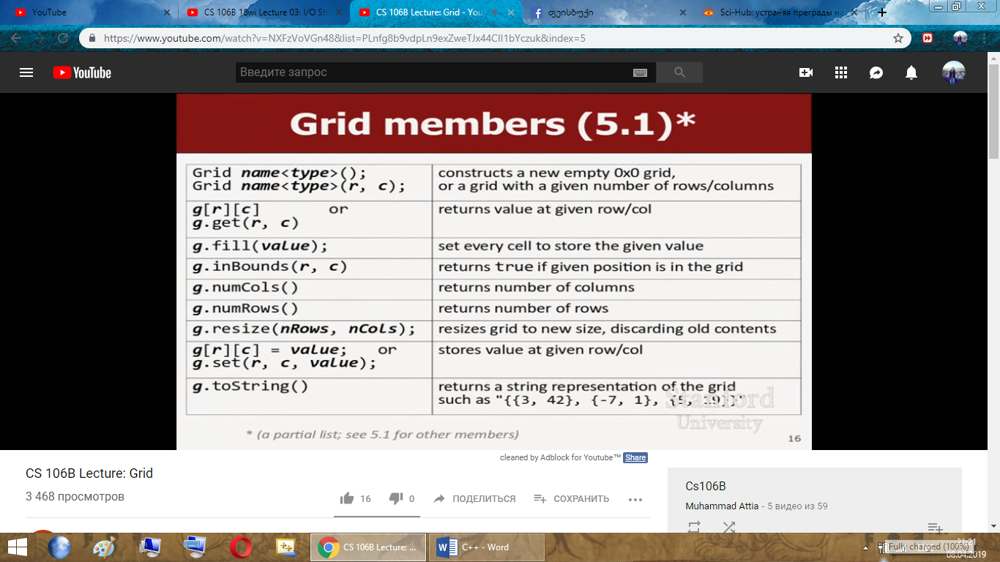 YouTube
CS 106B 18wi Lecture 03: I/O St
CS 106B Lecture: Grid - You
ფეისბუქი
Sci-Hub: устраняя преграды на
https://www.youtube.com/watch?v=NXFzVoVGn48&list=PLnfg8b9vdpLn9exZweTJx44CIl1bYczuk&index=5
YouTube
Введите запрос
Grid members (5.1)*
Grid name<type>();
Grid name<type>(r, c);
constructs a new empty 0x0 grid,
or a grid with a given number of rows/columns
g[r][c] or
g.get(r, c)
returns value at given row/col
g.fill(value);
set every cell to store the given value
g.inBounds(r, c)
returns true if given position is in the grid
g.numCols()
returns number of columns
g.numRows()
returns number of rows
g.resize(nRows, nCols);
resizes grid to new size, discarding old contents
g[r][c] = value; or
g.set(r, c, value);
stores value at given row/col
g.toString()
returns a string representation of the grid
such as "{{3, 42}, {-7, 1}, {5, 19}}"
Stanford
University
* (a partial list; see 5.1 for other members)
16
cleaned by Adblock for Youtube™ Share
CS 106B Lecture: Grid
3 468 просмотров
16
0
ПОДЕЛИТЬСЯ
СОХРАНИТЬ
Cs106B
Muhammad Attia - 5 видео из 59
CS 106B Lecture: ...
C++ - Word
Fully charged (100%)
21:21
08.04.2019